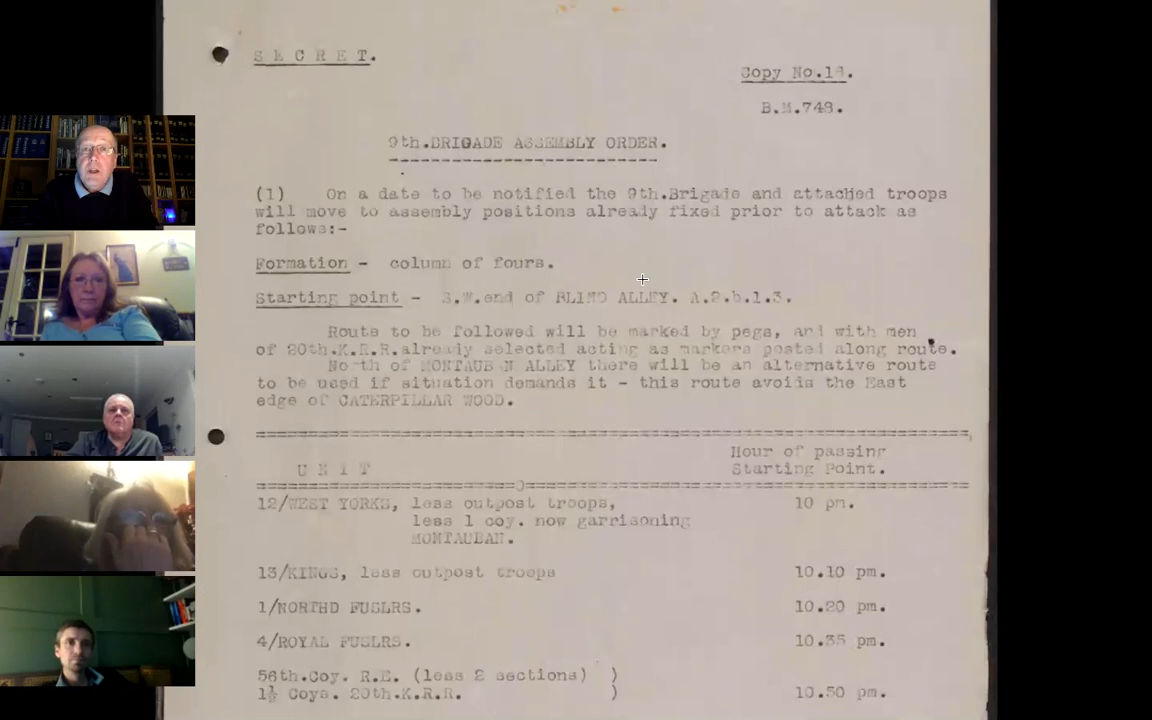 S E C R E T.
Copy No.16.
B.M.748.
9th.BRIGADE ASSEMBLY ORDER.
(1) On a date to be notified the 9th.Brigade and attached troops
will move to assembly positions already fixed prior to attack as
follows:-
Formation - column of fours.
Starting point - S.W.end of BLIND ALLEY. A.2.b.1.3.
Route to be followed will be marked by pegs, and with men
of 20th.K.R.R.already selected acting as markers posted along route.
North of MONTAUBAN ALLEY there will be an alternative route
to be used if situation demands it - this route avoids the East
edge of CATERPILLAR WOOD.
Hour of passing
U N I T Starting Point.
12/WEST YORKS, less outpost troops, 10 pm.
less 1 coy. now garrisoning
MONTAUBAN.
13/KINGS, less outpost troops 10.10 pm.
1/NORTHD FUSLRS. 10.20 pm.
4/ROYAL FUSLRS. 10.35 pm.
56th.Coy. R.E. (less 2 sections) )
1½ Coys. 20th.K.R.R. ) 10.50 pm.